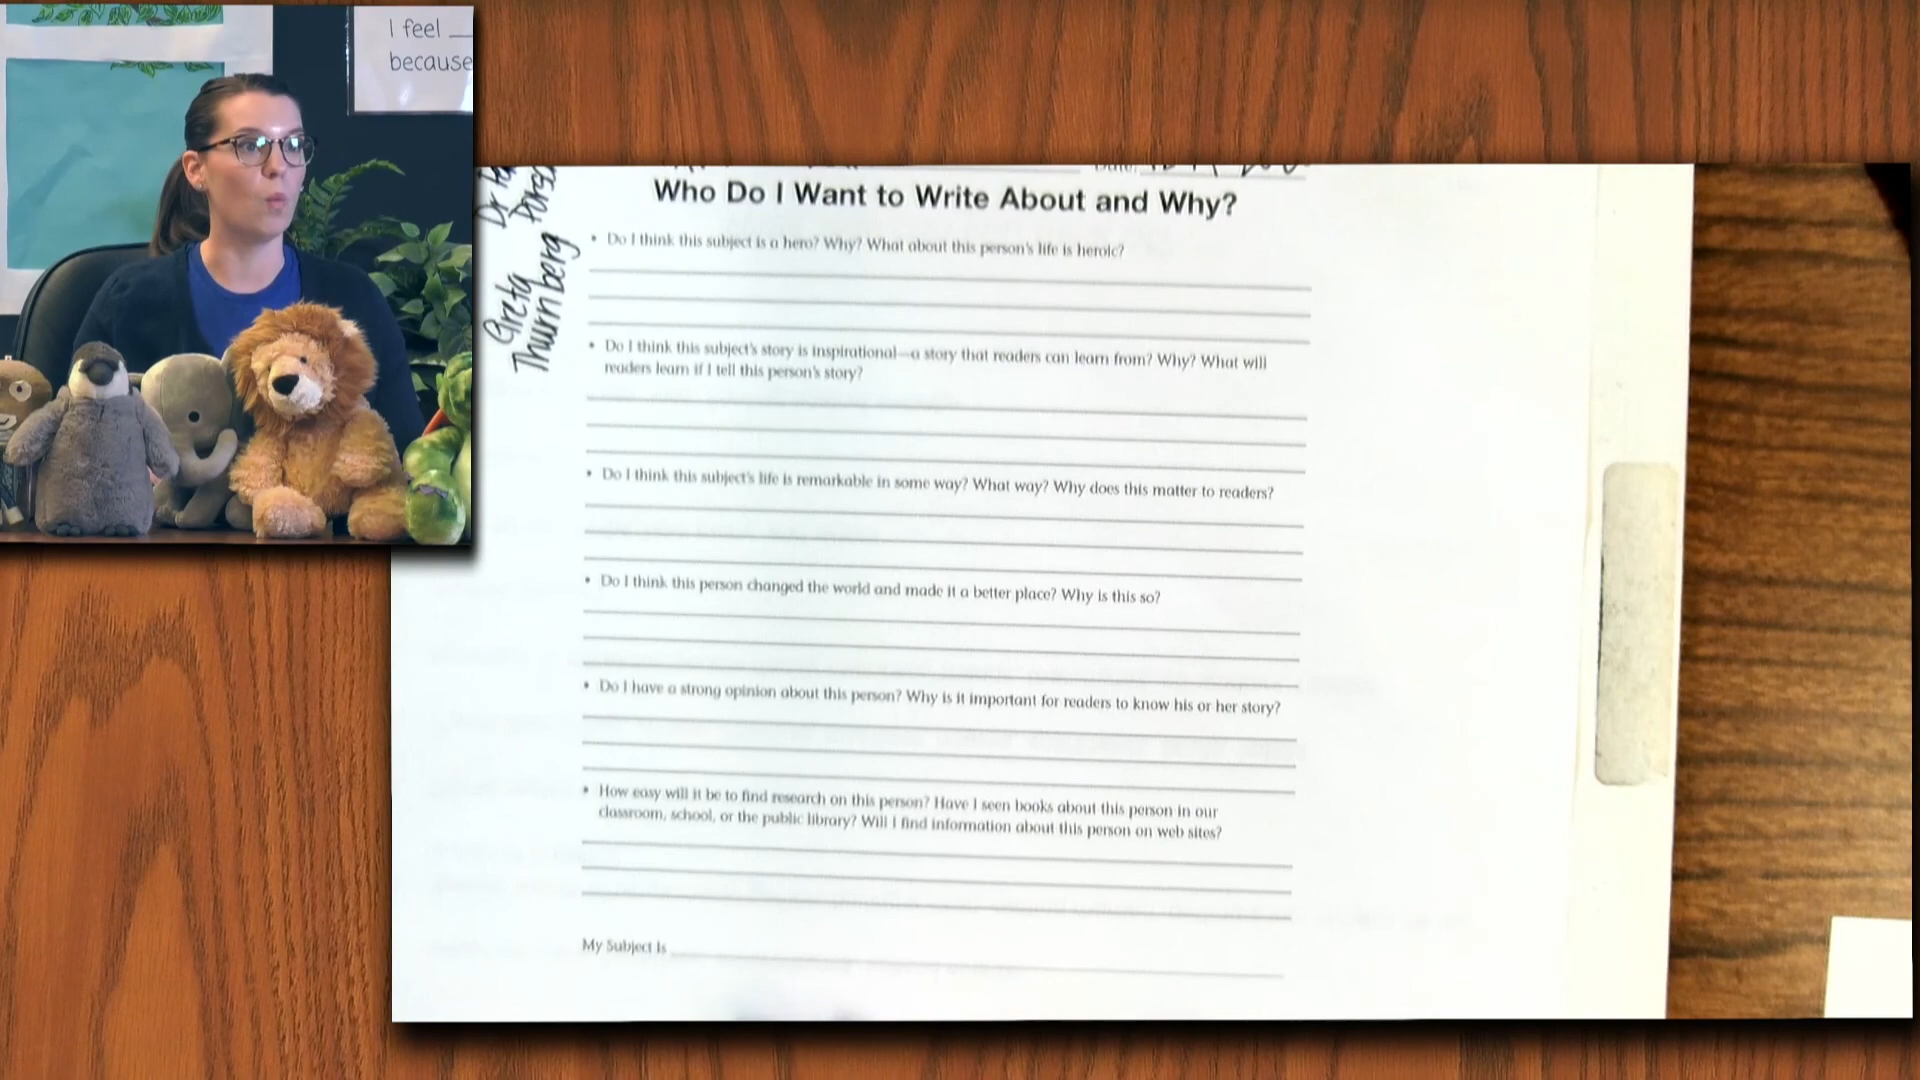 I feel
because
Date:
Who Do I Want to Write About and Why?
Greta
Thurnberg
• Do I think this subject is a hero? Why? What about this person's life is heroic?
• Do I think this subject's story is inspirational—a story that readers can learn from? Why? What will
readers learn if I tell this person's story?
• Do I think this subject's life is remarkable in some way? What way? Why does this matter to readers?
• Do I think this person changed the world and made it a better place? Why is this so?
• Do I have a strong opinion about this person? Why is it important for readers to know his or her story?
• How easy will it be to find research on this person? Have I seen books about this person in our
classroom, school, or the public library? Will I find information about this person on web sites?
My Subject Is